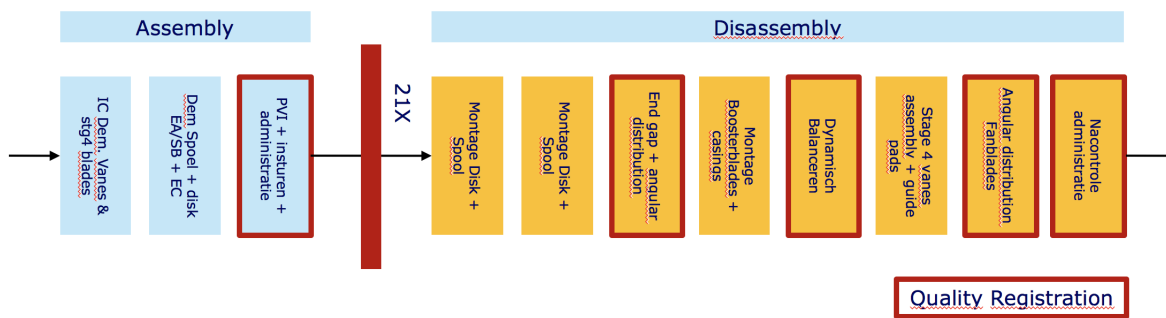 Assembly
Disassembly
IC Dem. Vanes &
stg4 blades
Dem Spoel + disk
EA/SB + EC
PVI + insturen +
administratie
21X
Montage Disk +
Spool
Montage Disk +
Spool
End gap + angular
distribution
Montage
Boosterblades +
casings
Dynamisch
Balanceren
Stage 4 vanes
assembly + guide
pads
Angular distribution
Fanblades
Nacontrole
administratie
Quality Registration